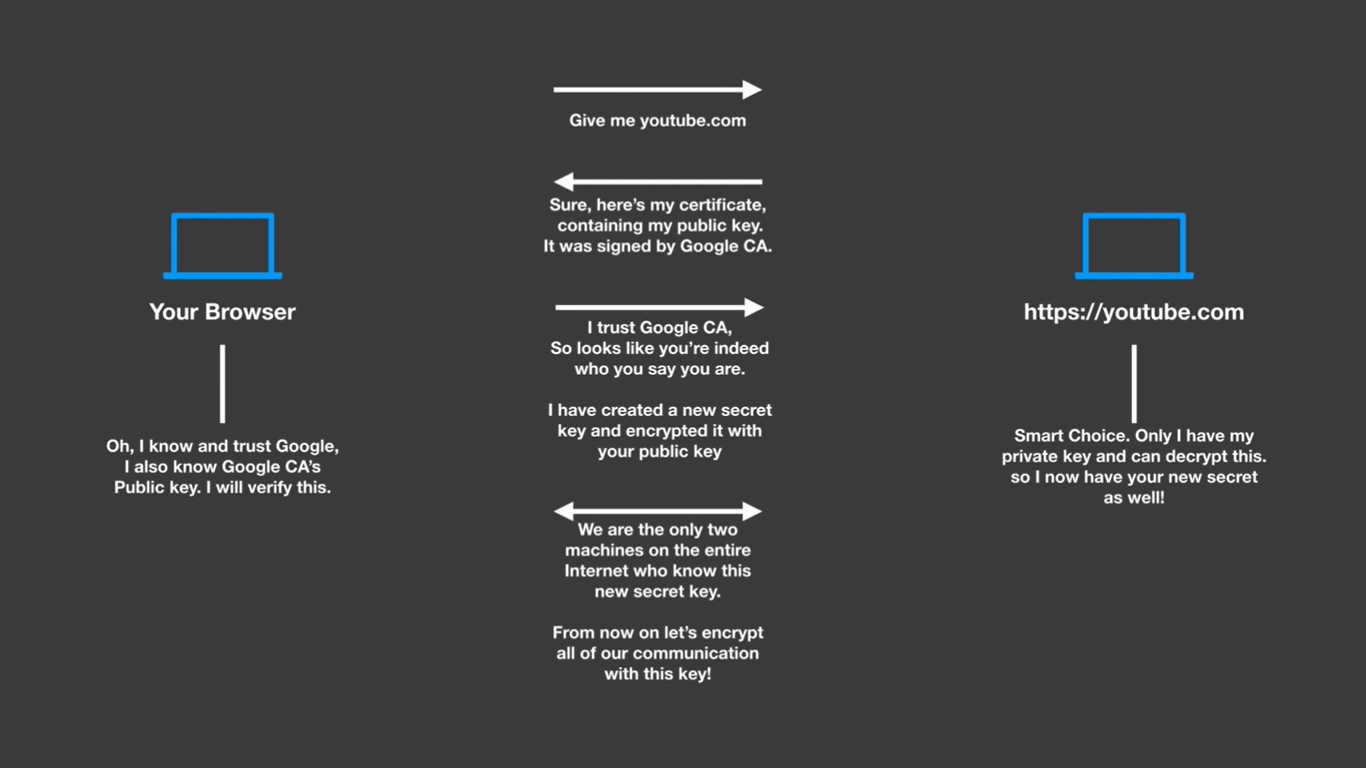 Give me youtube.com
Sure, here's my certificate,
containing my public key.
It was signed by Google CA.
Your Browser
https://youtube.com
I trust Google CA,
So looks like you're indeed
who you say you are.
I have created a new secret
key and encrypted it with
your public key
Oh, I know and trust Google,
I also know Google CA's
Public key. I will verify this.
Smart Choice. Only I have my
private key and can decrypt this.
so I now have your new secret
as well!
We are the only two
machines on the entire
Internet who know this
new secret key.
From now on let's encrypt
all of our communication
with this key!